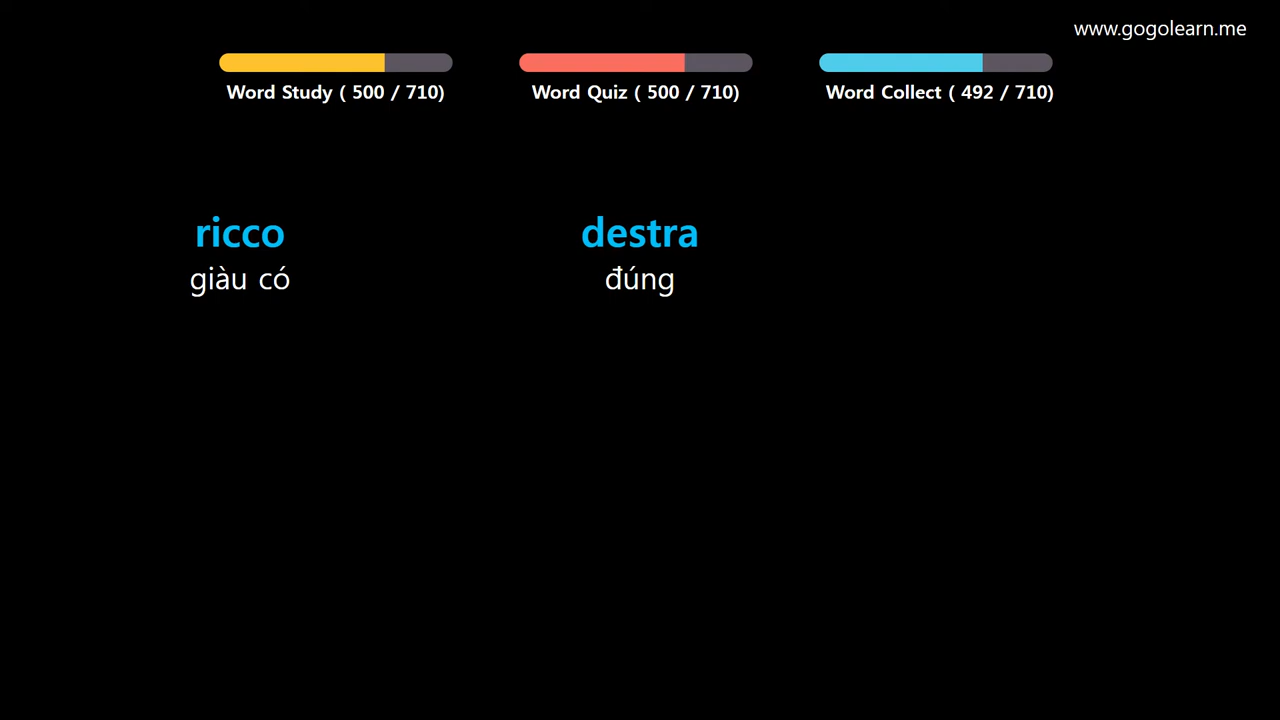 www.gogolearn.me
Word Study ( 500 / 710)
Word Quiz ( 500 / 710)
Word Collect ( 492 / 710)
ricco
giàu có
destra
đúng